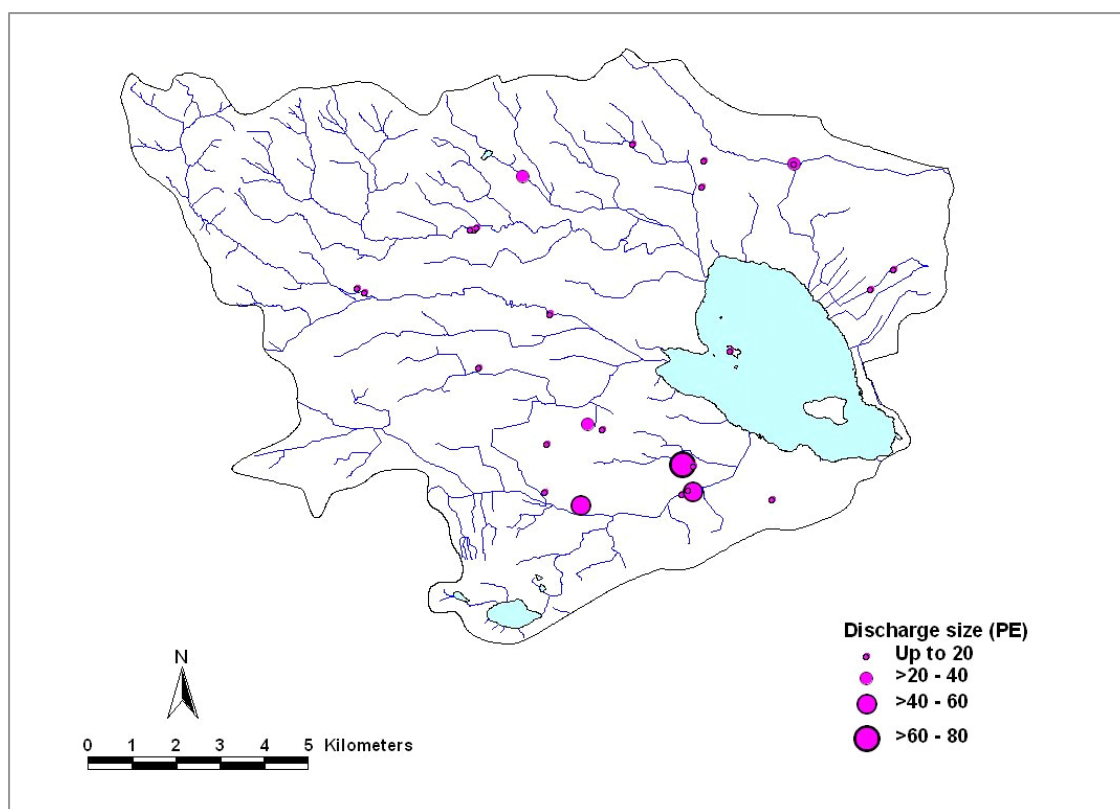 Discharge size (PE)
Up to 20
>20 - 40
>40 - 60
>60 - 80
N
0 1 2 3 4 5 Kilometers